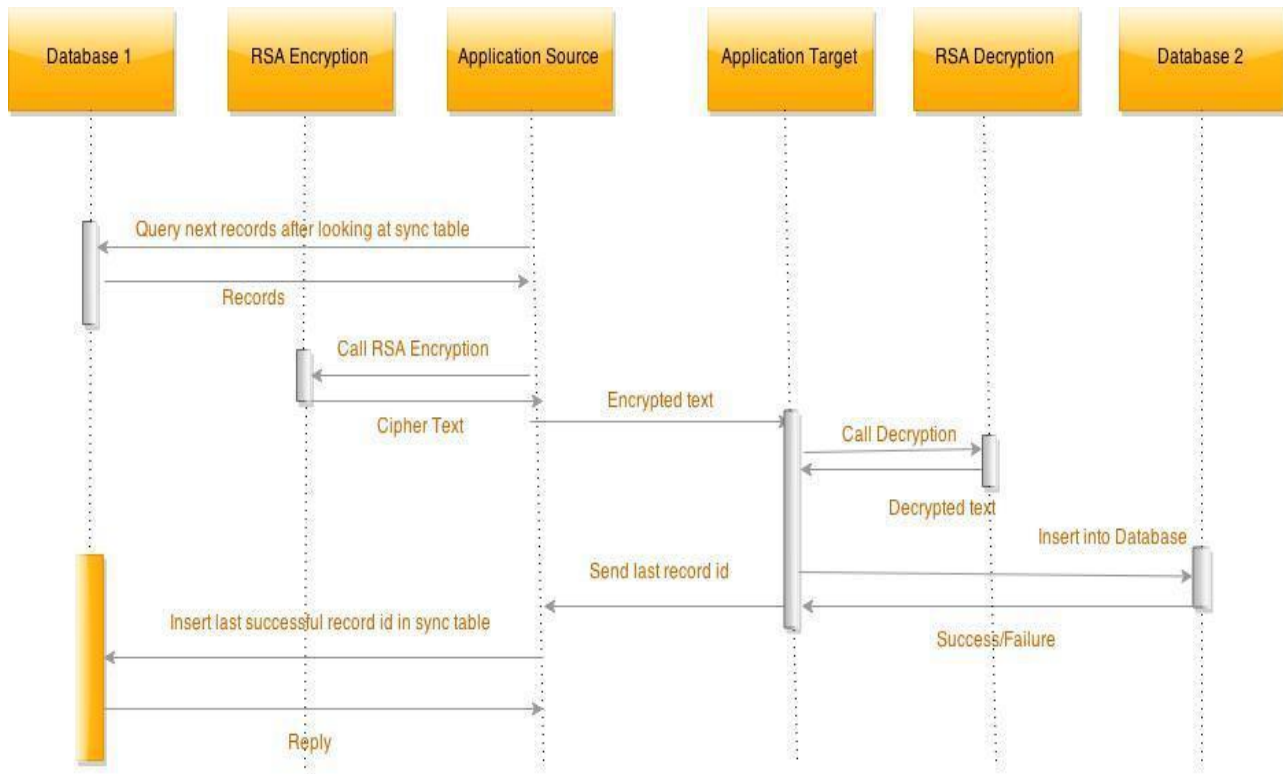 Database 1
RSA Encryption
Application Source
Application Target
RSA Decryption
Database 2
Query next records after looking at sync table
Records
Call RSA Encryption
Cipher Text
Encrypted text
Call Decryption
Decrypted text
Insert into Database
Send last record id
Insert last successful record id in sync table
Success/Failure
Reply